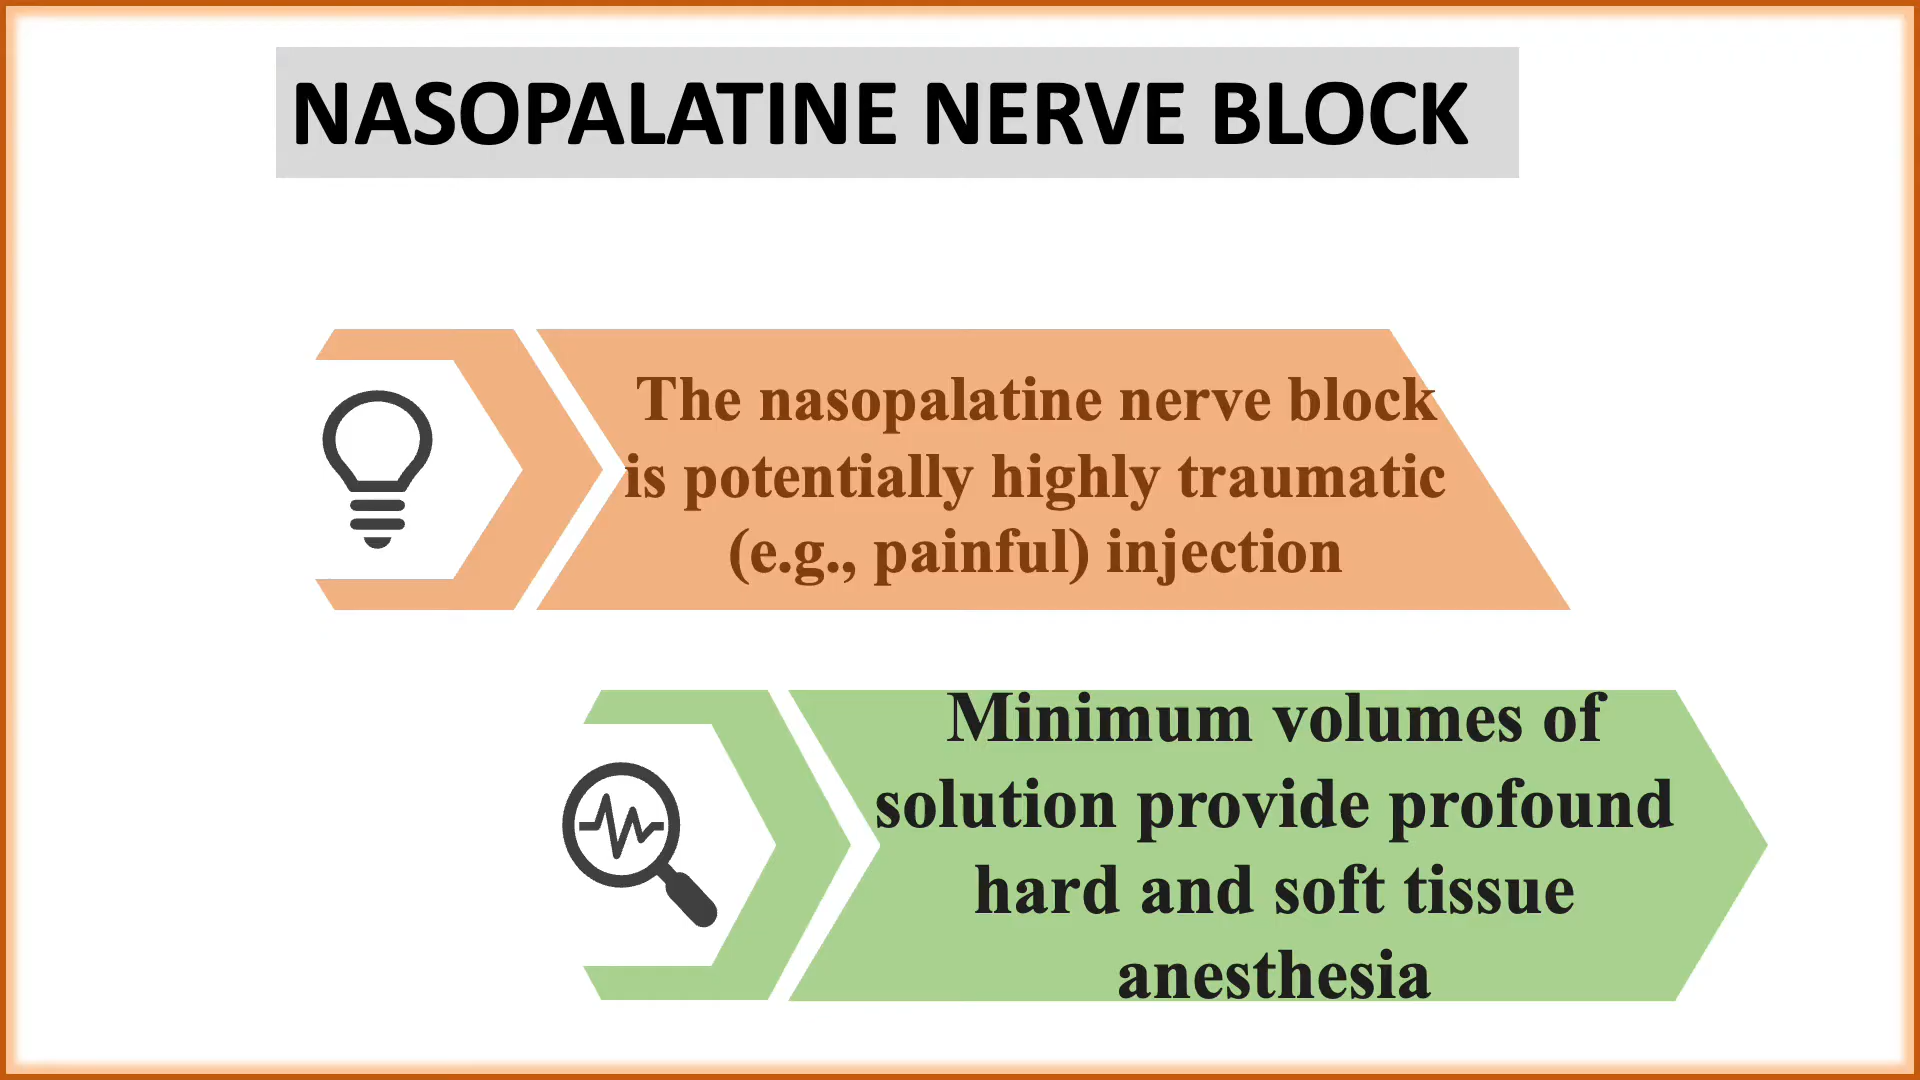 NASOPALATINE NERVE BLOCK
The nasopalatine nerve block
is potentially highly traumatic
(e.g., painful) injection
Minimum volumes of
solution provide profound
hard and soft tissue
anesthesia